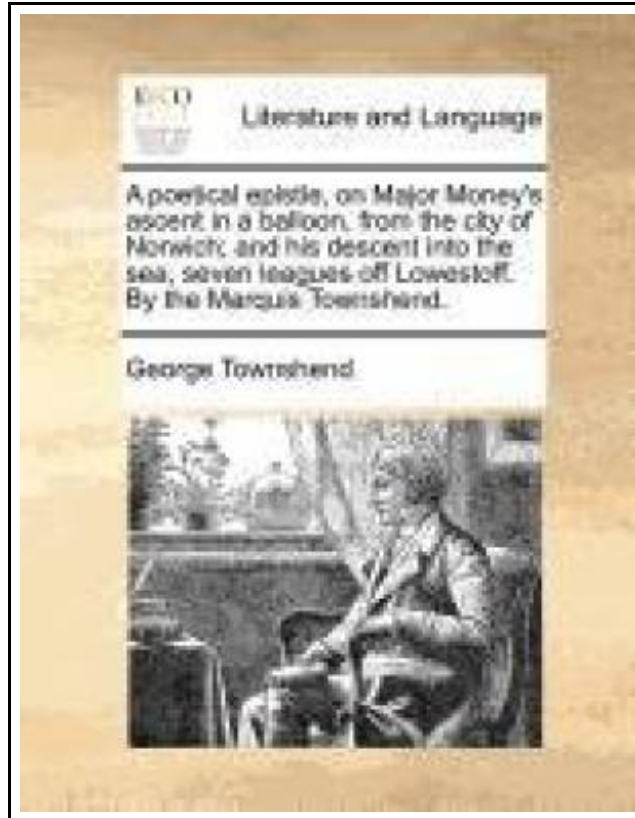 ECCO
Literature and Language
A poetical epistle, on Major Money's
ascent in a balloon, from the city of
Norwich; and his descent into the
sea, seven leagues off Lowestoff.
By the Marquis Townshend.
George Townshend